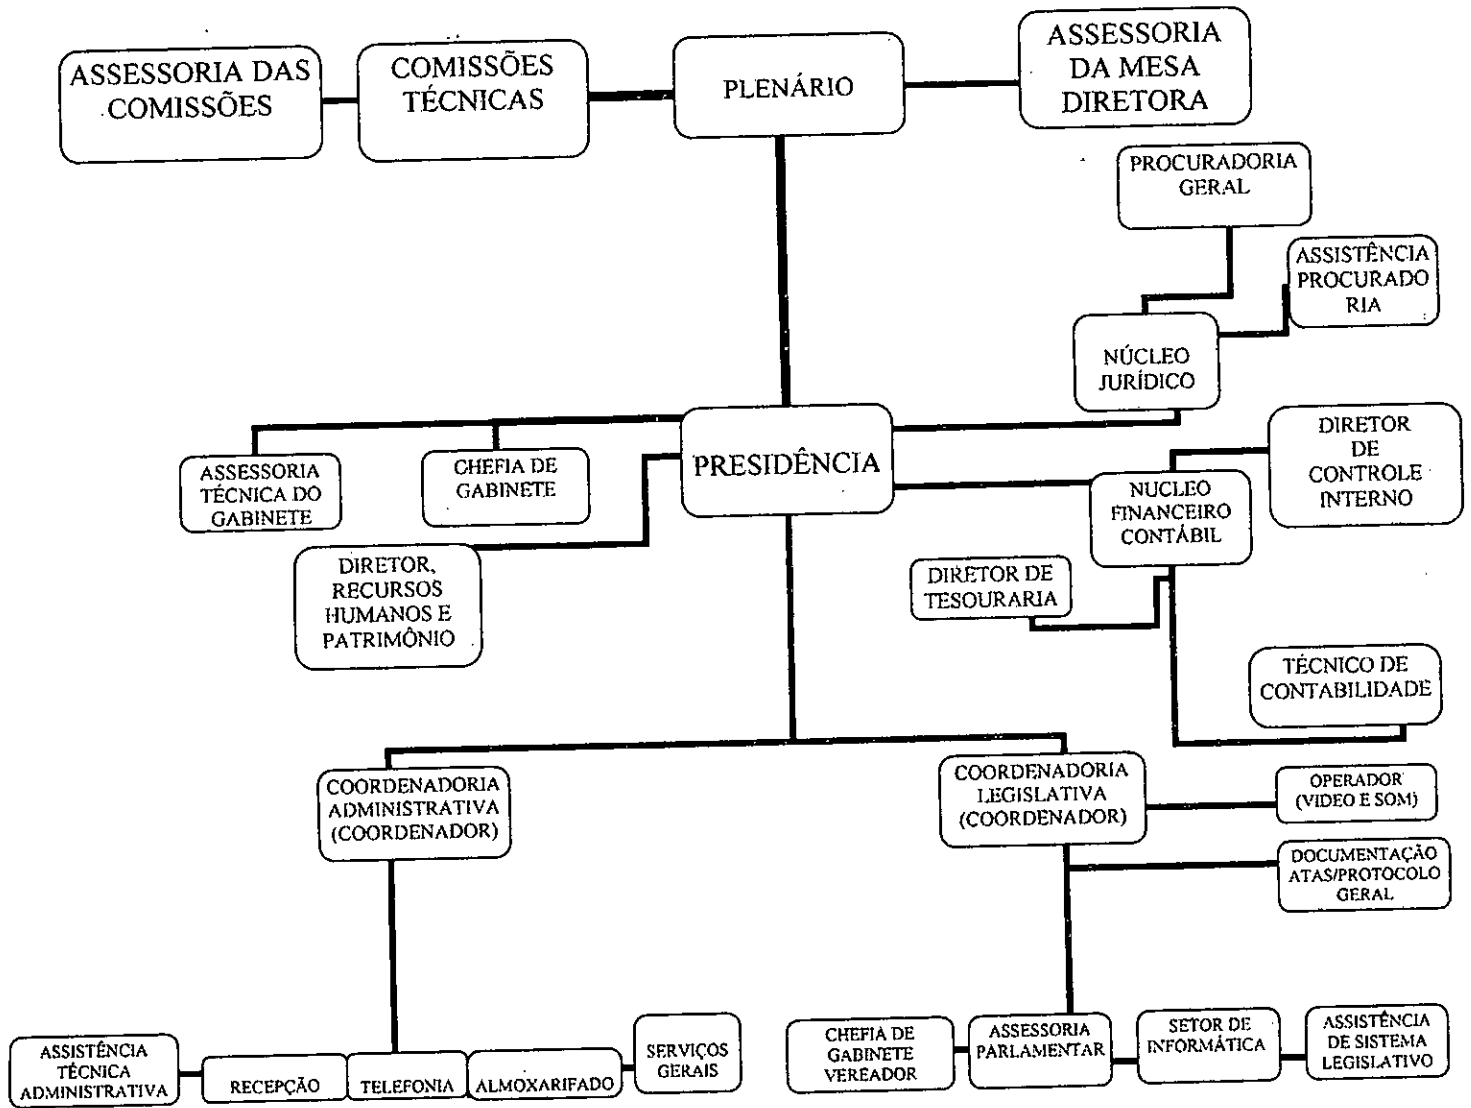 ASSESSORIA DAS
COMISSÕES
COMISSÕES
TÉCNICAS
PLENÁRIO
ASSESSORIA
DA MESA
DIRETORA
PROCURADORIA
GERAL
ASSISTÊNCIA
PROCURADO
RIA
NÚCLEO
JURÍDICO
ASSESSORIA
TÉCNICA DO
GABINETE
CHEFIA DE
GABINETE
PRESIDÊNCIA
DIRETOR
DE
CONTROLE
INTERNO
NUCLEO
FINANCEIRO
CONTÁBIL
DIRETOR,
RECURSOS
HUMANOS E
PATRIMÔNIO
DIRETOR DE
TESOURARIA
TÉCNICO DE
CONTABILIDADE
COORDENADORIA
ADMINISTRATIVA
(COORDENADOR)
COORDENADORIA
LEGISLATIVA
(COORDENADOR)
OPERADOR
(VIDEO E SOM)
DOCUMENTAÇÃO
ATAS/PROTOCOLO
GERAL
ASSISTÊNCIA
TÉCNICA
ADMINISTRATIVA
RECEPÇÃO
TELEFONIA
ALMOXARIFADO
SERVIÇOS
GERAIS
CHEFIA DE
GABINETE
VEREADOR
ASSESSORIA
PARLAMENTAR
SETOR DE
INFORMÁTICA
ASSISTÊNCIA
DE SISTEMA
LEGISLATIVO